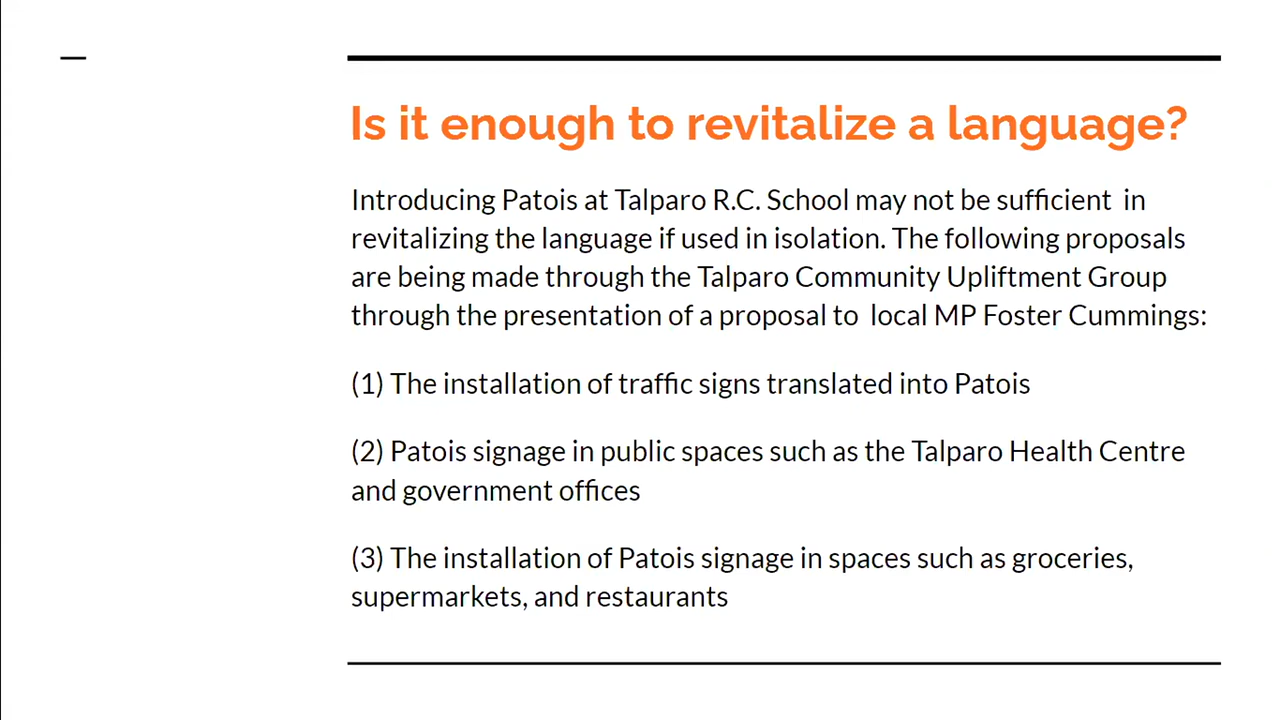 Is it enough to revitalize a language?
Introducing Patois at Talparo R.C. School may not be sufficient in
revitalizing the language if used in isolation. The following proposals
are being made through the Talparo Community Upliftment Group
through the presentation of a proposal to local MP Foster Cummings:
(1) The installation of traffic signs translated into Patois
(2) Patois signage in public spaces such as the Talparo Health Centre
and government offices
(3) The installation of Patois signage in spaces such as groceries,
supermarkets, and restaurants